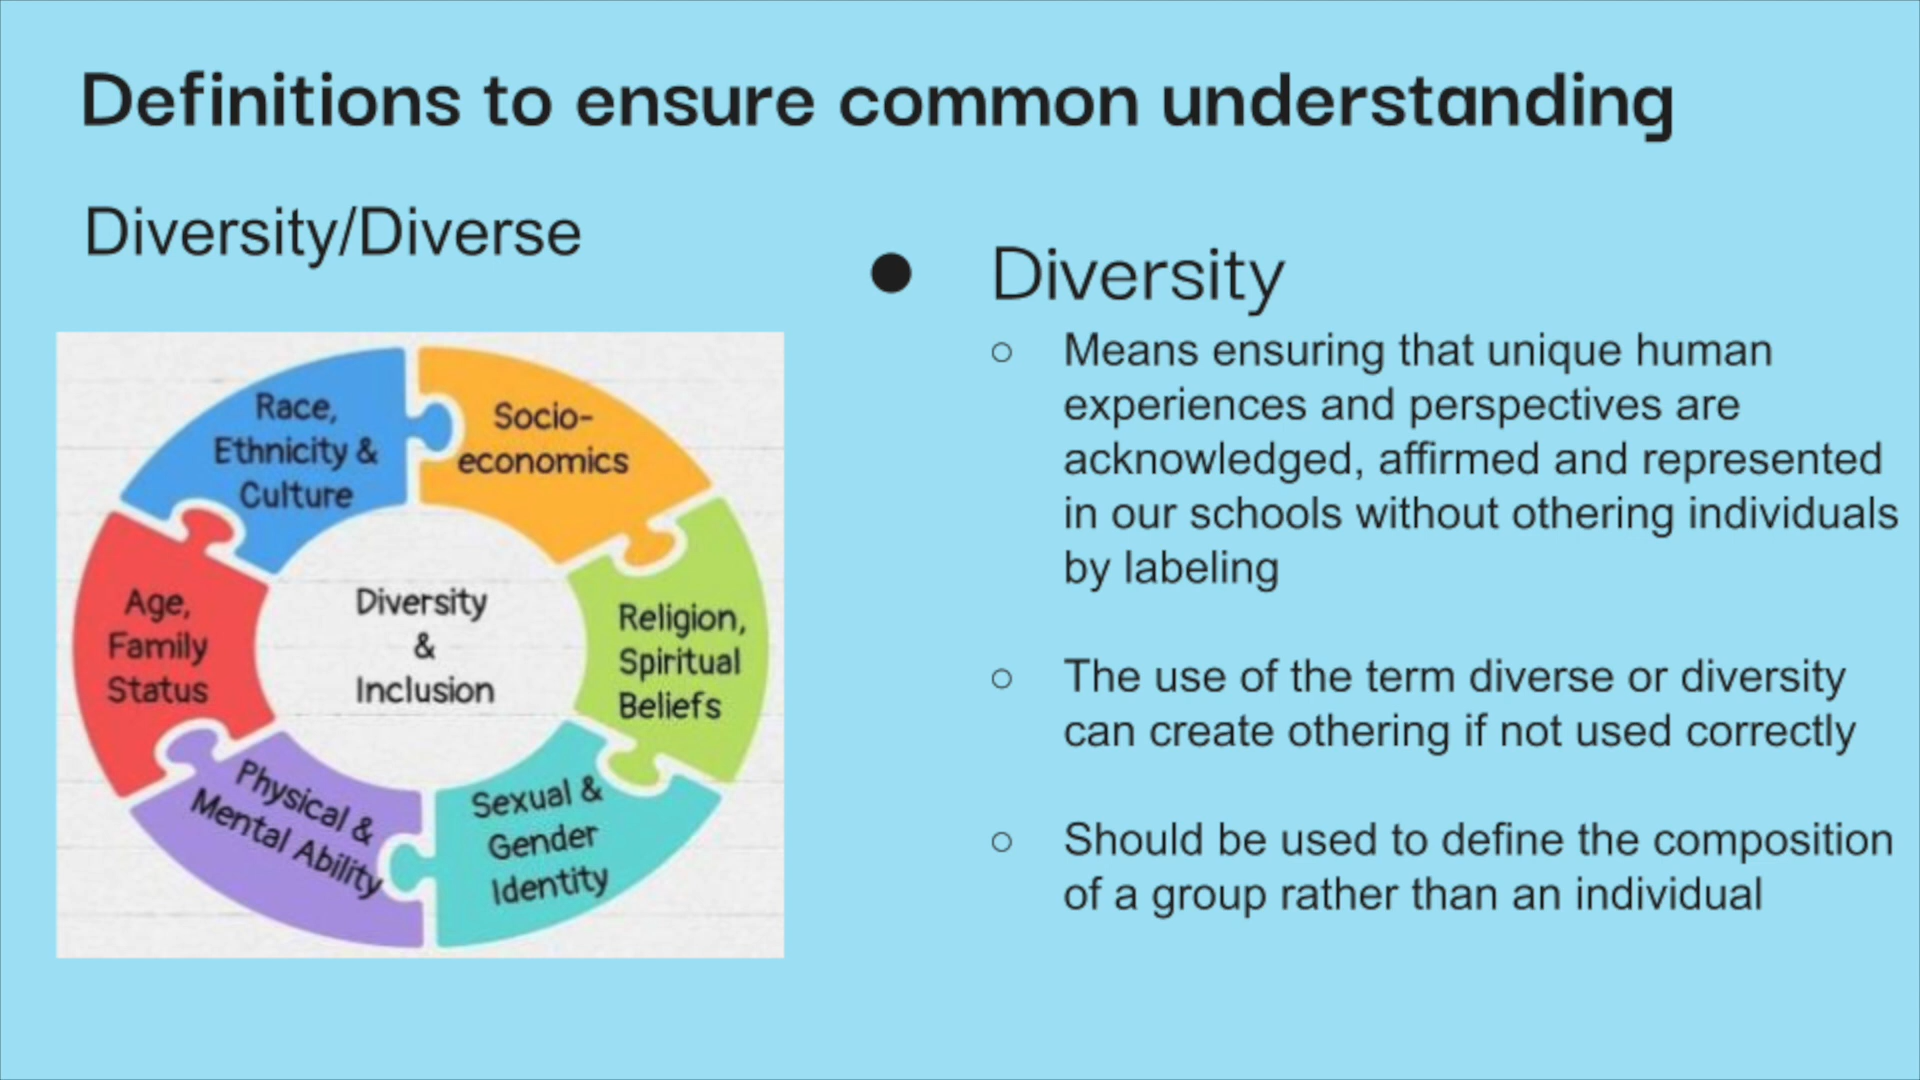 Definitions to ensure common understanding
Diversity/Diverse
Race,
Ethnicity &
Culture
Socio-
economics
Religion,
Spiritual
Beliefs
Sexual &
Gender
Identity
Physical &
Mental Ability
Age,
Family
Status
Diversity
&
Inclusion
● Diversity
○ Means ensuring that unique human
experiences and perspectives are
acknowledged, affirmed and represented
in our schools without othering individuals
by labeling
○ The use of the term diverse or diversity
can create othering if not used correctly
○ Should be used to define the composition
of a group rather than an individual